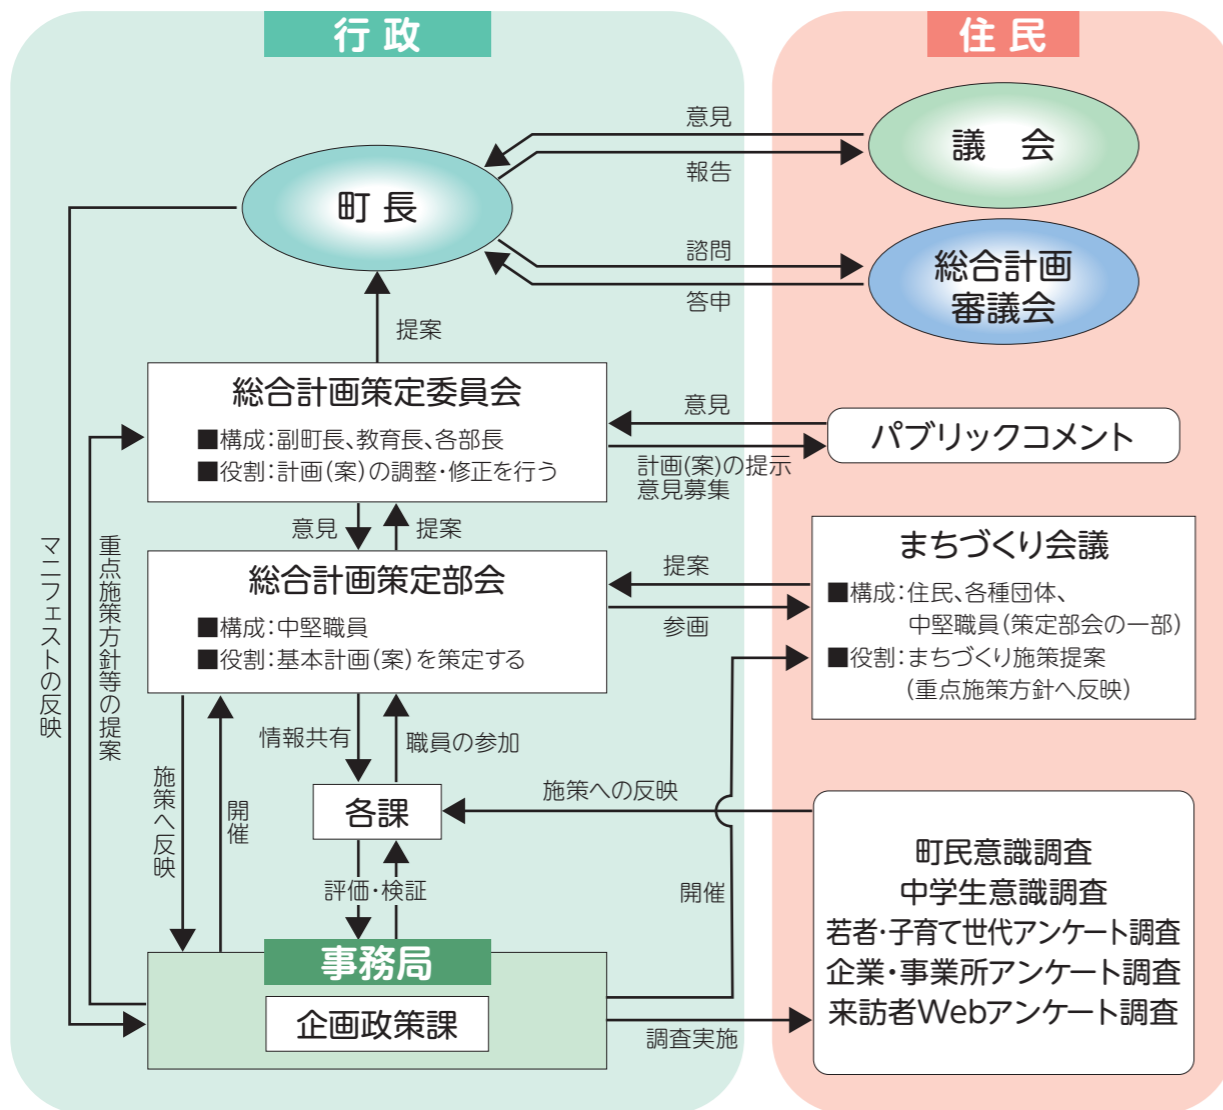 行政
住民
意見
議　会
報告
町長
諮問
総合計画
審議会
答申
提案
総合計画策定委員会
■構成：副町長、教育長、各部長
■役割：計画(案)の調整・修正を行う
意見
パブリックコメント
計画(案)の提示
意見募集
意見
提案
マニフェストの反映
重点施策方針等の提案
総合計画策定部会
■構成：中堅職員
■役割：基本計画(案)を策定する
提案
参画
まちづくり会議
■構成：住民、各種団体、
中堅職員(策定部会の一部)
■役割：まちづくり施策提案
(重点施策方針へ反映)
情報共有
職員の参加
施策へ反映
開催
各課
施策への反映
評価・検証
開催
町民意識調査
中学生意識調査
若者・子育て世代アンケート調査
企業・事業所アンケート調査
来訪者Webアンケート調査
事務局
企画政策課
調査実施